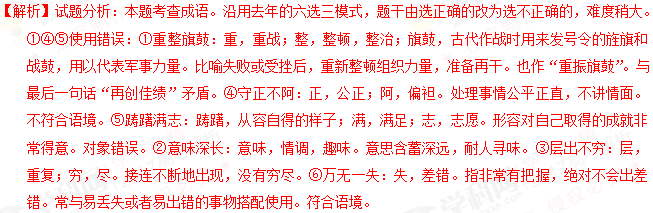 【解析】试题分析：本题考查成语。沿用去年的六选三模式，题干由选正确的改为选不正确的，难度稍大。
①④⑤使用错误：①重整旗鼓：重，重战；整，整顿，整治；旗鼓，古代作战时用来发号令的旌旗和
战鼓，用以代表军事力量。比喻失败或受挫后，重新整顿组织力量，准备再干。也作“重振旗鼓”。与
最后一句话“再创佳绩”矛盾。④守正不阿：正，公正；阿，偏袒。处理事情公平正直，不讲情面。
不符合语境。⑤踌躇满志：踌躇，从容自得的样子；满，满足；志，志愿。形容对自己取得的成就非
常得意。对象错误。②意味深长：意味，情调，趣味。意思含蓄深远，耐人寻味。③层出不穷：层，
重复；穷，尽。接连不断地出现，没有穷尽。⑥万无一失：失，差错。指非常有把握，绝对不会出差
错。常与易丢失或者易出错的事物搭配使用。符合语境。